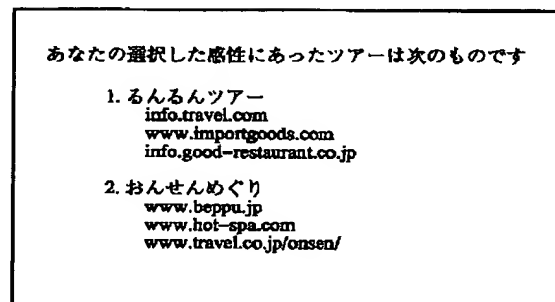 あなたの選択した感性にあったツアーは次のものです
1. るんるんツアー
info.travel.com
www.importgoods.com
info.good-restaurant.co.jp
2. おんせんめぐり
www.beppu.jp
www.hot-spa.com
www.travel.co.jp/onsen/